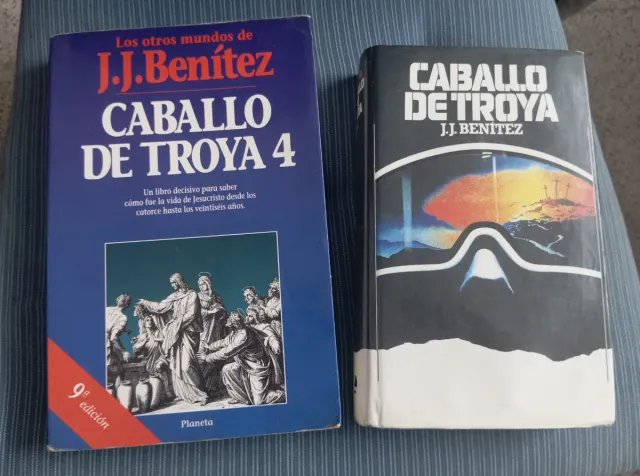 Los otros mundos de
J.J.Benítez
CABALLO
DE TROYA 4
Un libro decisivo para saber
cómo fue la vida de Jesucristo desde los
catorce hasta los veintiséis años.
9ª edición
Planeta
CABALLO
DE TROYA
J.J. BENÍTEZ